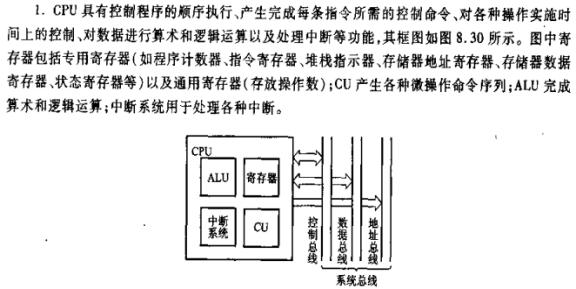 1. CPU具有控制程序的顺序执行、产生完成每条指令所需的控制命令、对各种操作实施时
间上的控制、对数据进行算术和逻辑运算以及处理中断等功能,其框图如图8.30所示。图中寄
存器包括专用寄存器(如程序计数器、指令寄存器、堆栈指示器、存储器地址寄存器、存储器数据
寄存器、状态寄存器等)以及通用寄存器(存放操作数);CU产生各种微操作命令序列;ALU完成
算术和逻辑运算;中断系统用于处理各种中断。
CPU
ALU
寄存器
中断
系统
CU
控制总线
数据总线
地址总线
系统总线